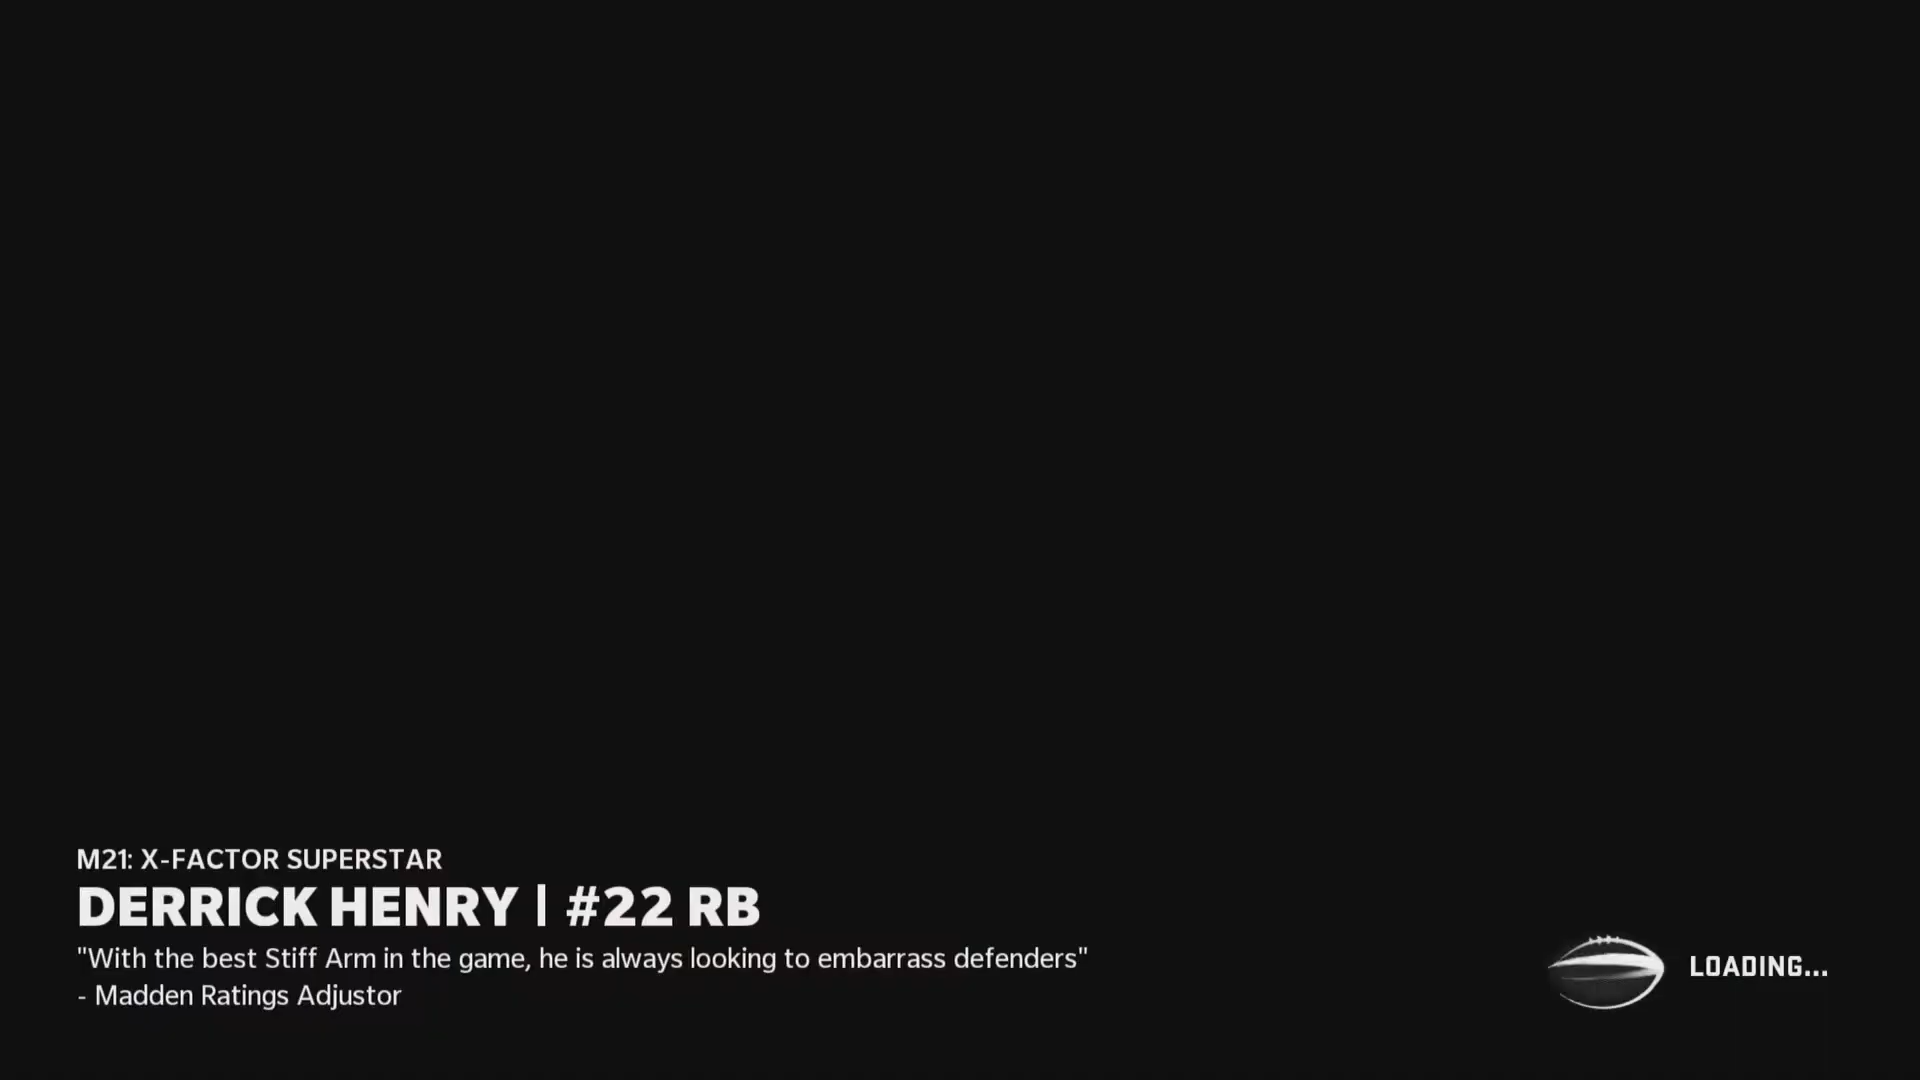 M21: X-FACTOR SUPERSTAR
DERRICK HENRY | #22 RB
"With the best Stiff Arm in the game, he is always looking to embarrass defenders"
- Madden Ratings Adjustor
LOADING...